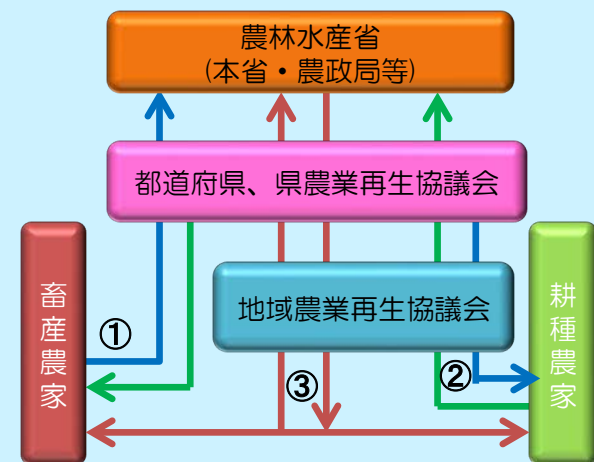 農林水産省
(本省・農政局等)
都道府県、県農業再生協議会
地域農業再生協議会
畜産農家
①
③
②
耕種農家